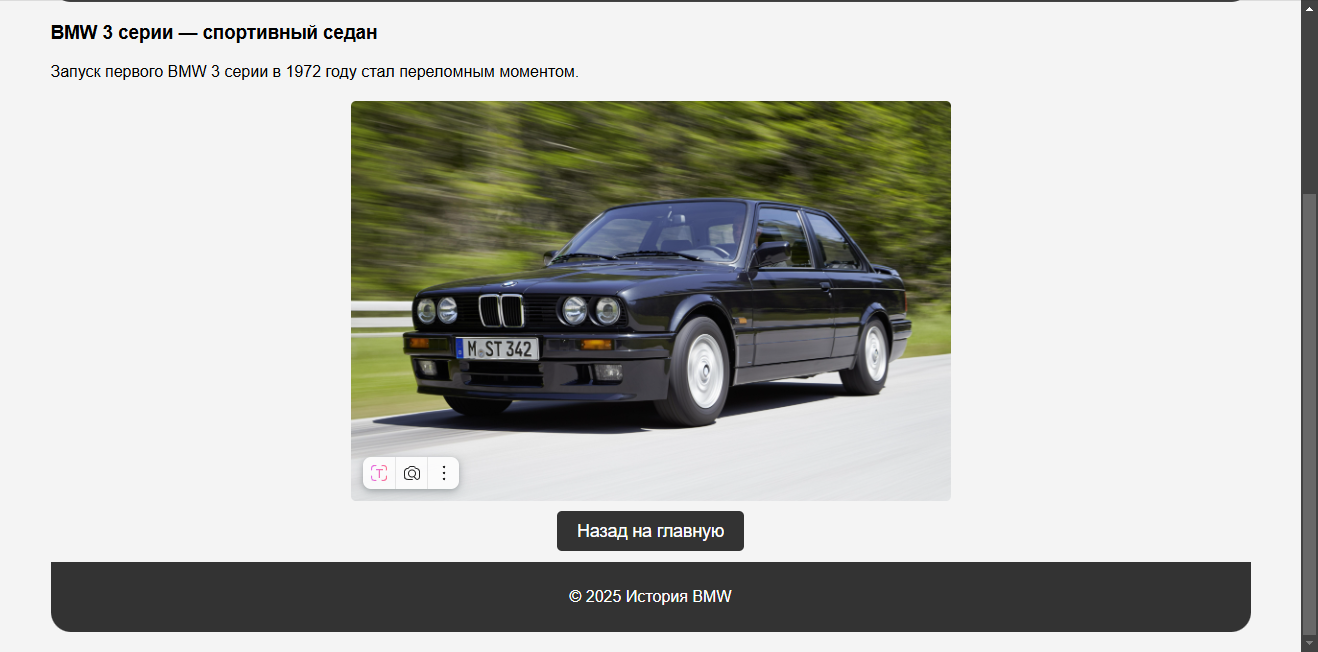 BMW 3 серии — спортивный седан
Запуск первого BMW 3 серии в 1972 году стал переломным моментом.
M ST 342
T
Назад на главную
© 2025 История BMW